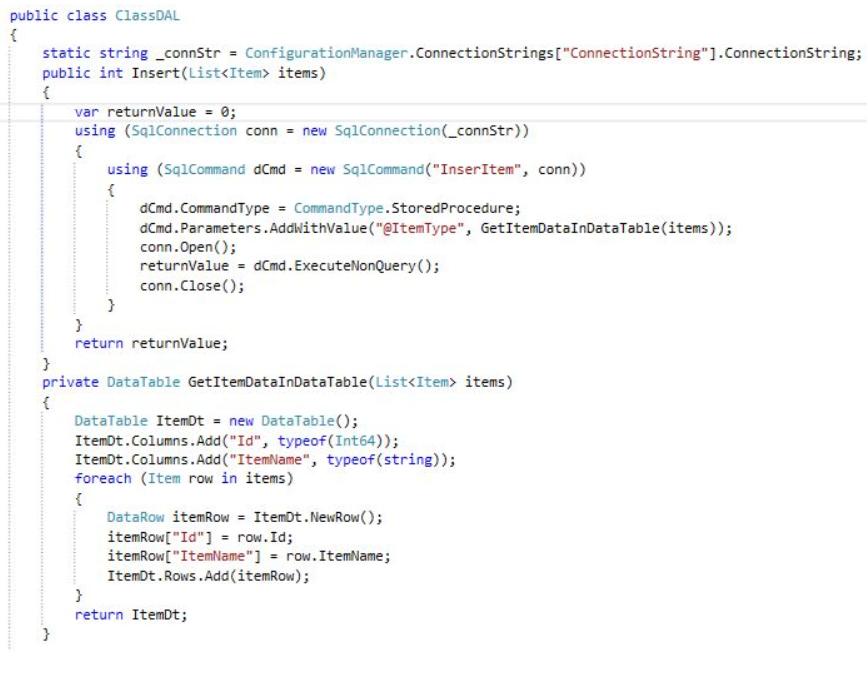 public class ClassDAL
{
    static string _connStr = ConfigurationManager.ConnectionStrings["ConnectionString"].ConnectionString;
    public int Insert(List<Item> items)
    {
        var returnValue = 0;
        using (SqlConnection conn = new SqlConnection(_connStr))
        {
            using (SqlCommand dCmd = new SqlCommand("InserItem", conn))
            {
                dCmd.CommandType = CommandType.StoredProcedure;
                dCmd.Parameters.AddWithValue("@ItemType", GetItemDataInDataTable(items));
                conn.Open();
                returnValue = dCmd.ExecuteNonQuery();
                conn.Close();
            }
        }
        return returnValue;
    }
    private DataTable GetItemDataInDataTable(List<Item> items)
    {
        DataTable ItemDt = new DataTable();
        ItemDt.Columns.Add("Id", typeof(Int64));
        ItemDt.Columns.Add("ItemName", typeof(string));
        foreach (Item row in items)
        {
            DataRow itemRow = ItemDt.NewRow();
            itemRow["Id"] = row.Id;
            itemRow["ItemName"] = row.ItemName;
            ItemDt.Rows.Add(itemRow);
        }
        return ItemDt;
    }